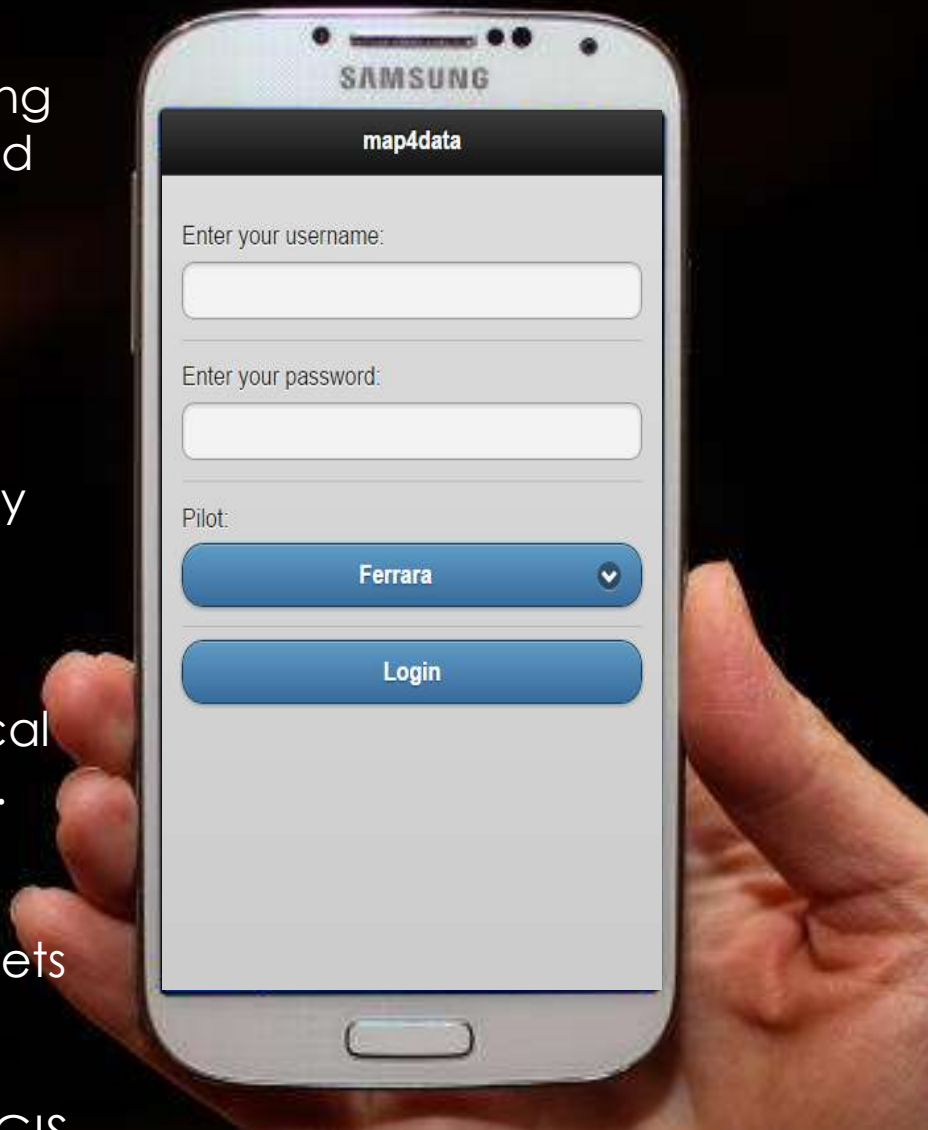 SAMSUNG
map4data
Enter your username:
Enter your password:
Pilot:
Ferrara
Login